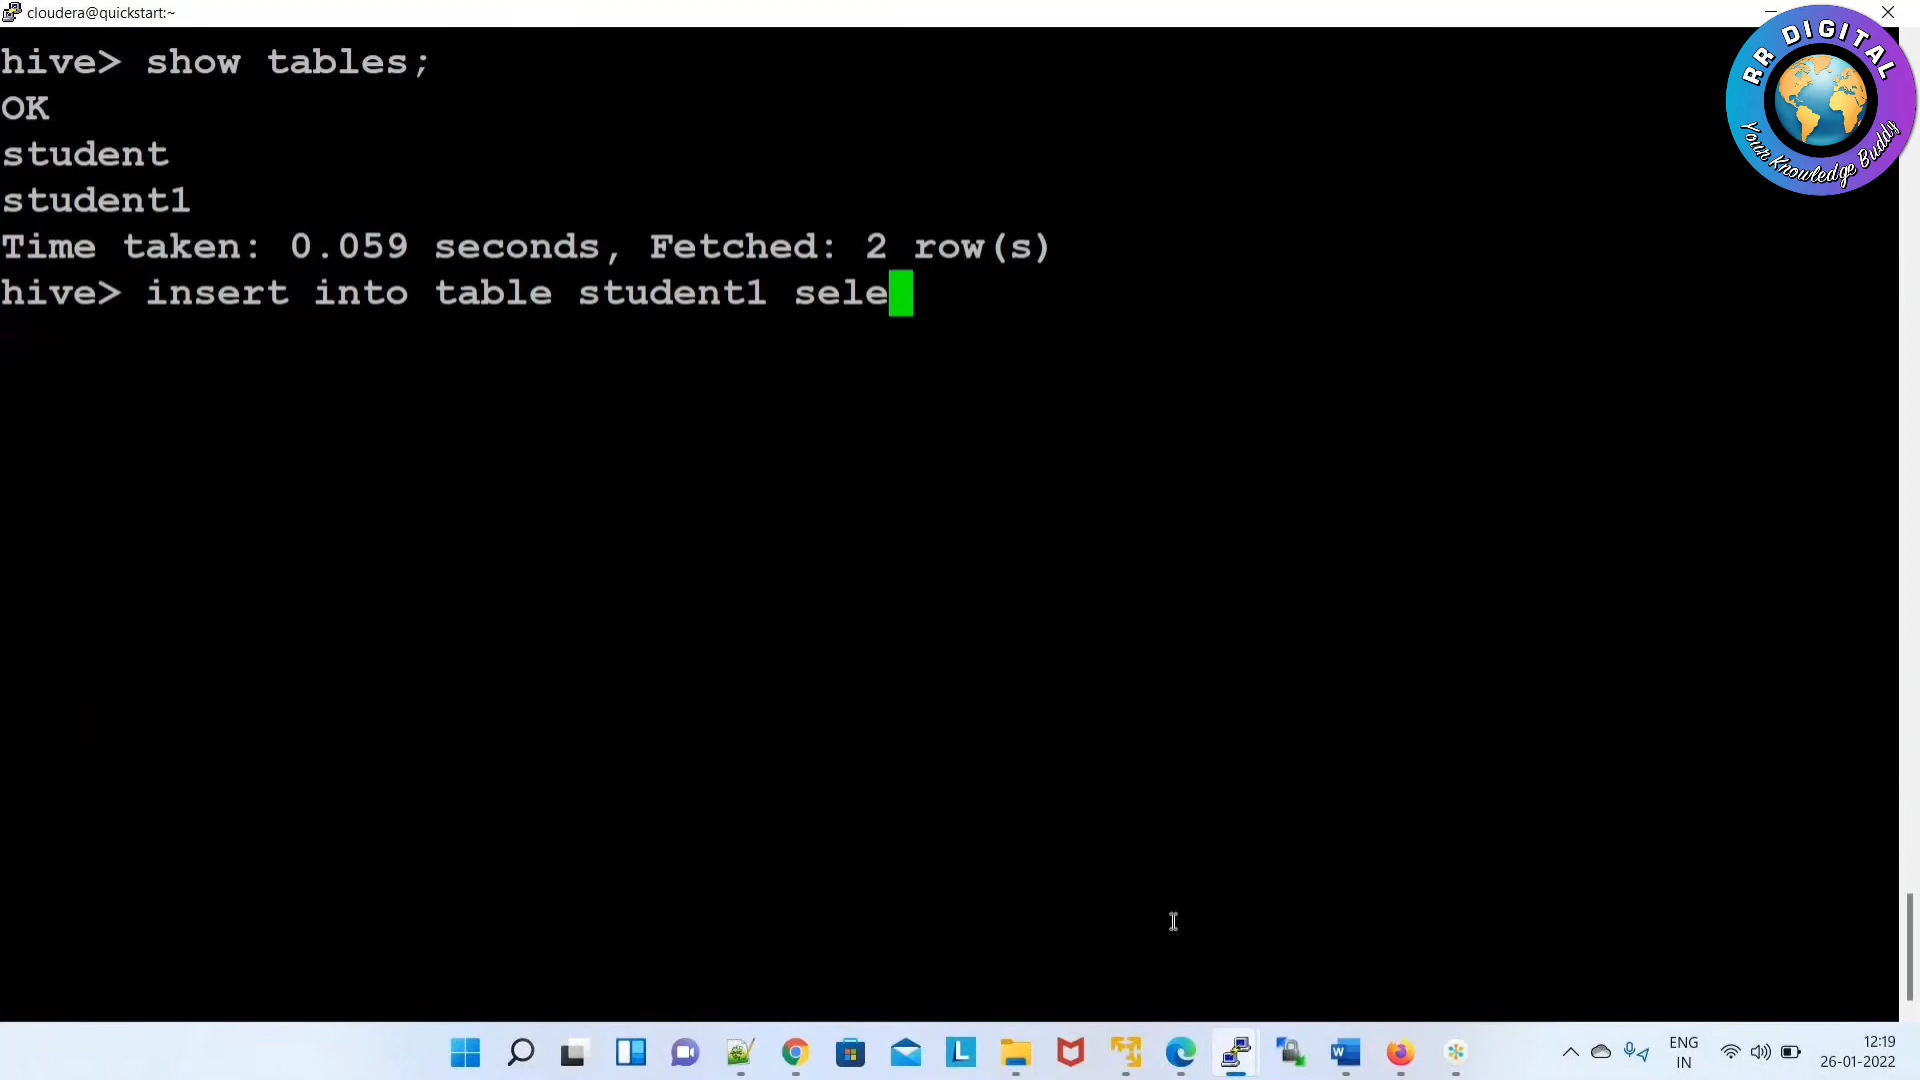 cloudera@quickstart:~
hive> show tables;
OK
student
student1
Time taken: 0.059 seconds, Fetched: 2 row(s)
hive> insert into table student1 sele
RR DIGITAL
Your Knowledge Buddy
L
W
ENG
IN
12:19
26-01-2022